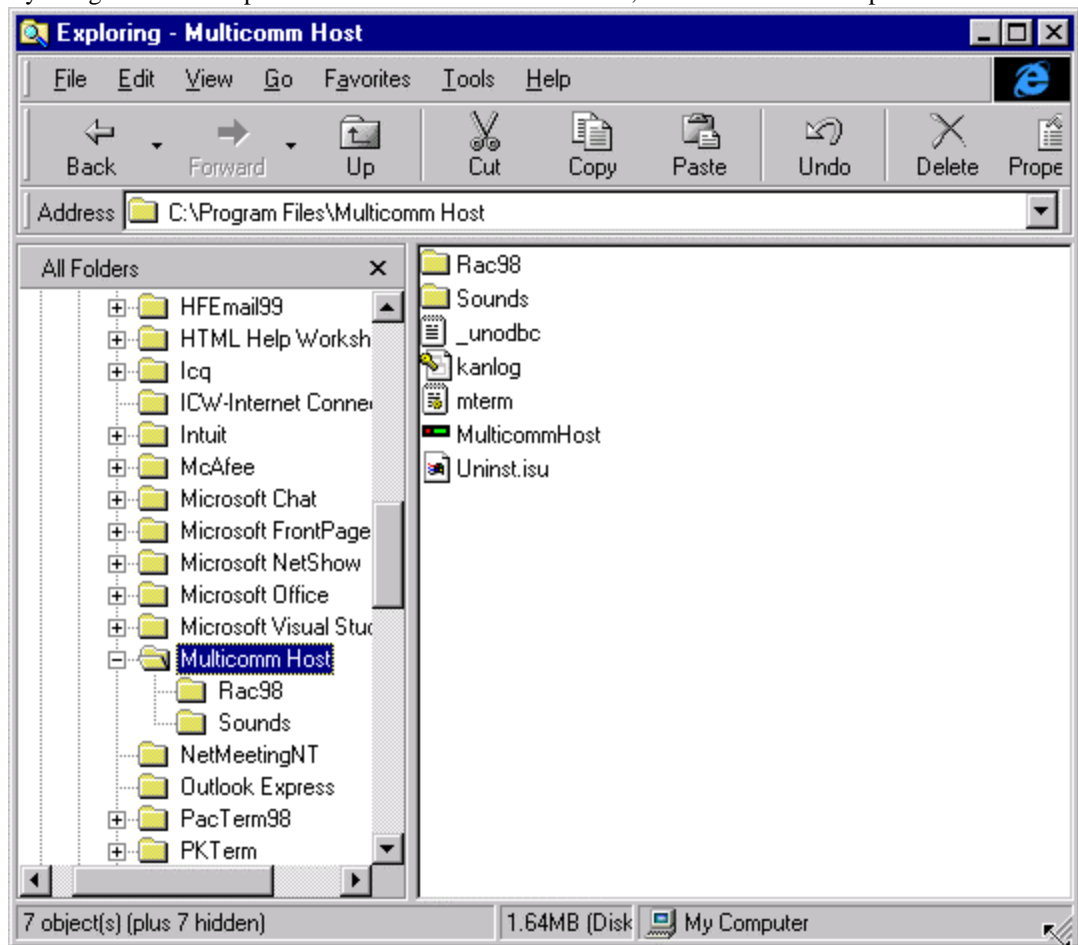 Exploring - Multicomm Host
File Edit View Go Favorites Tools Help
Back Forward Up Cut Copy Paste Undo Delete Prope
Address C:\Program Files\Multicomm Host
All Folders
HFEmail99
HTML Help Worksh
Icq
ICW-Internet Connec
Intuit
McAfee
Microsoft Chat
Microsoft FrontPage
Microsoft NetShow
Microsoft Office
Microsoft Visual Stud
Multicomm Host
Rac98
Sounds
NetMeetingNT
Outlook Express
PacTerm98
PKTerm
Rac98
Sounds
_unodbc
kanlog
mterm
MulticommHost
Uninst.isu
7 object(s) (plus 7 hidden) 1.64MB (Disk My Computer